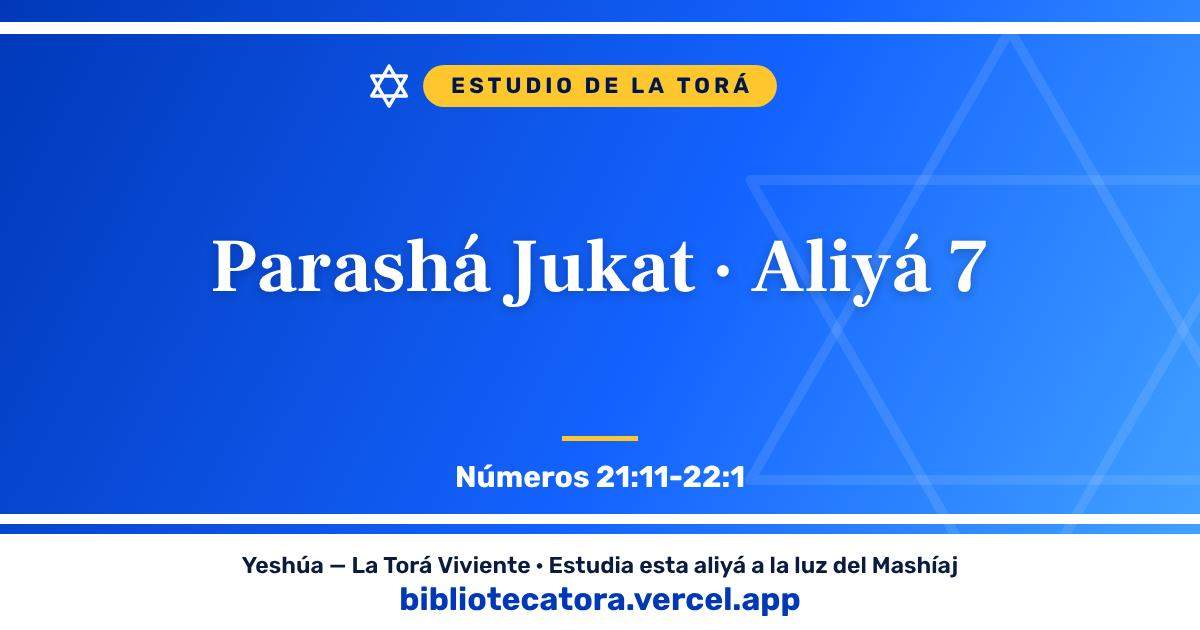 ESTUDIO DE LA TORÁ
Parashá Jukat · Aliyá 7
Números 21:11-22:1
Yeshúa — La Torá Viviente • Estudia esta aliyá a la luz del Mashíaj
bibliotecatora.vercel.app